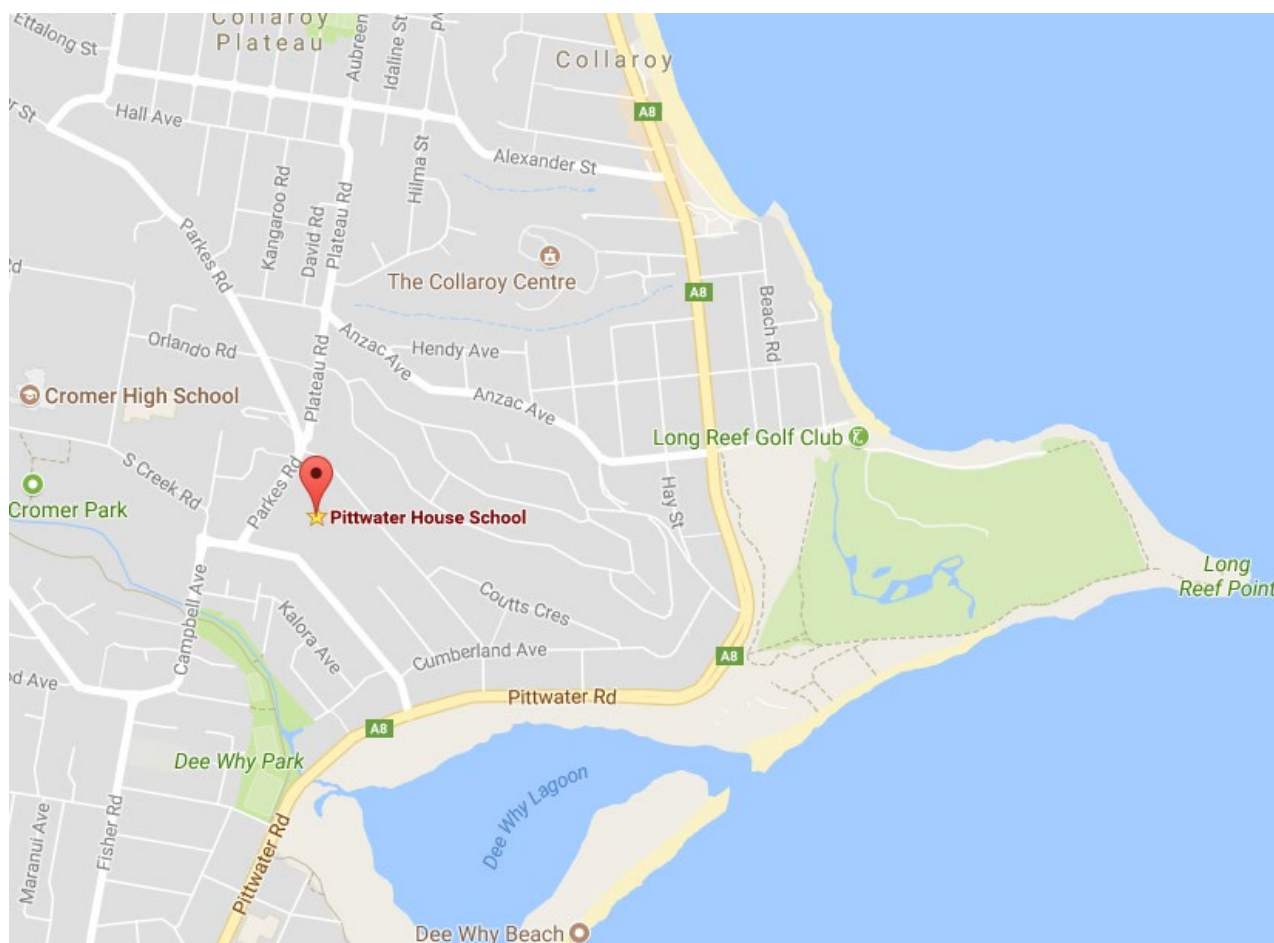 Ettalong St
Collaroy
Plateau
Aubreen
Idaline St
Collaroy
A8
Hall Ave
Hilma St
Alexander St
Kangaroo Rd
David Rd
Plateau Rd
Parkes Rd
The Collaroy Centre
A8
Beach Rd
Orlando Rd
Anzac Ave
Hendy Ave
Plateau Rd
Cromer High School
Anzac Ave
Long Reef Golf Club
S Creek Rd
Parkes Rd
Hay St
Cromer Park
Pittwater House School
Long
Reef Point
Campbell Ave
Kalora Ave
Coutts Cres
Cumberland Ave
A8
Pittwater Rd
A8
Dee Why Park
Dee Why Lagoon
Maranui Ave
Fisher Rd
Pittwater Rd
Dee Why Beach